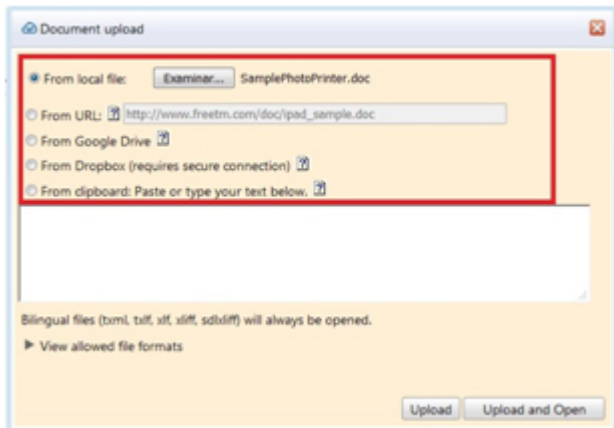 Document upload
From local file: Examinar... SamplePhotoPrinter.doc
From URL: ? http://www.freetm.com/doc/ipad_sample.doc
From Google Drive ?
From Dropbox (requires secure connection) ?
From clipboard: Paste or type your text below. ?
Bilingual files (txml, txlf, xlf, xliff, sdlxliff) will always be opened.
View allowed file formats
Upload Upload and Open